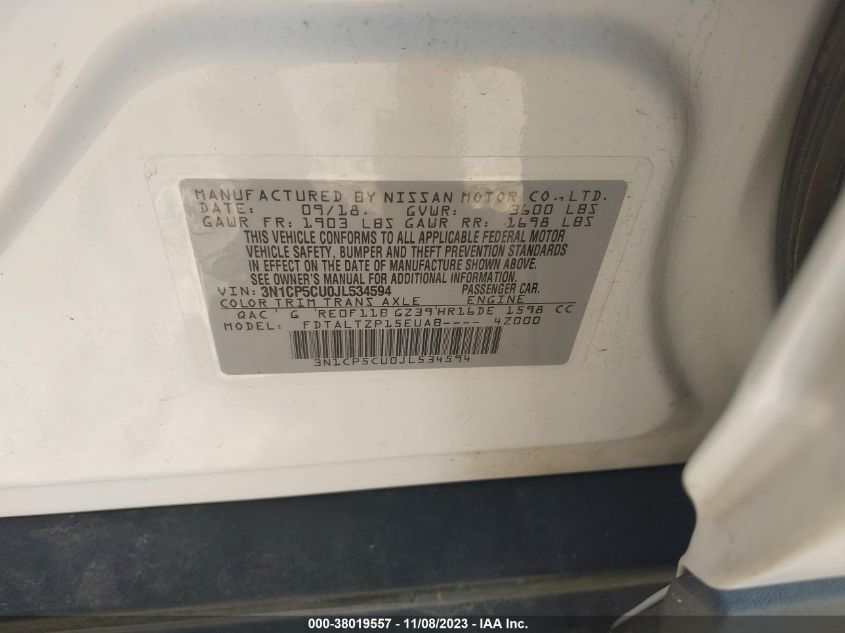 MANUFACTURED BY NISSAN MOTOR CO., LTD.
DATE: 09/18. GVWR: 3600 LBS
GAWR FR: 1903 LBS GAWR RR: 1698 LBS
THIS VEHICLE CONFORMS TO ALL APPLICABLE FEDERAL MOTOR
VEHICLE SAFETY, BUMPER AND THEFT PREVENTION STANDARDS
IN EFFECT ON THE DATE OF MANUFACTURE SHOWN ABOVE.
SEE OWNER'S MANUAL FOR ADDITIONAL INFORMATION.
VIN: 3N1CP5CU0JL534594 PASSENGER CAR.
COLOR TRIM TRANS AXLE ENGINE
QAC G RE0F11B GZ39 HR16DE 1598 CC
MODEL: FDTALTZP15EUAB---- 4Z000
3N1CP5CU0JL534594
000-38019557 - 11/08/2023 - IAA Inc.